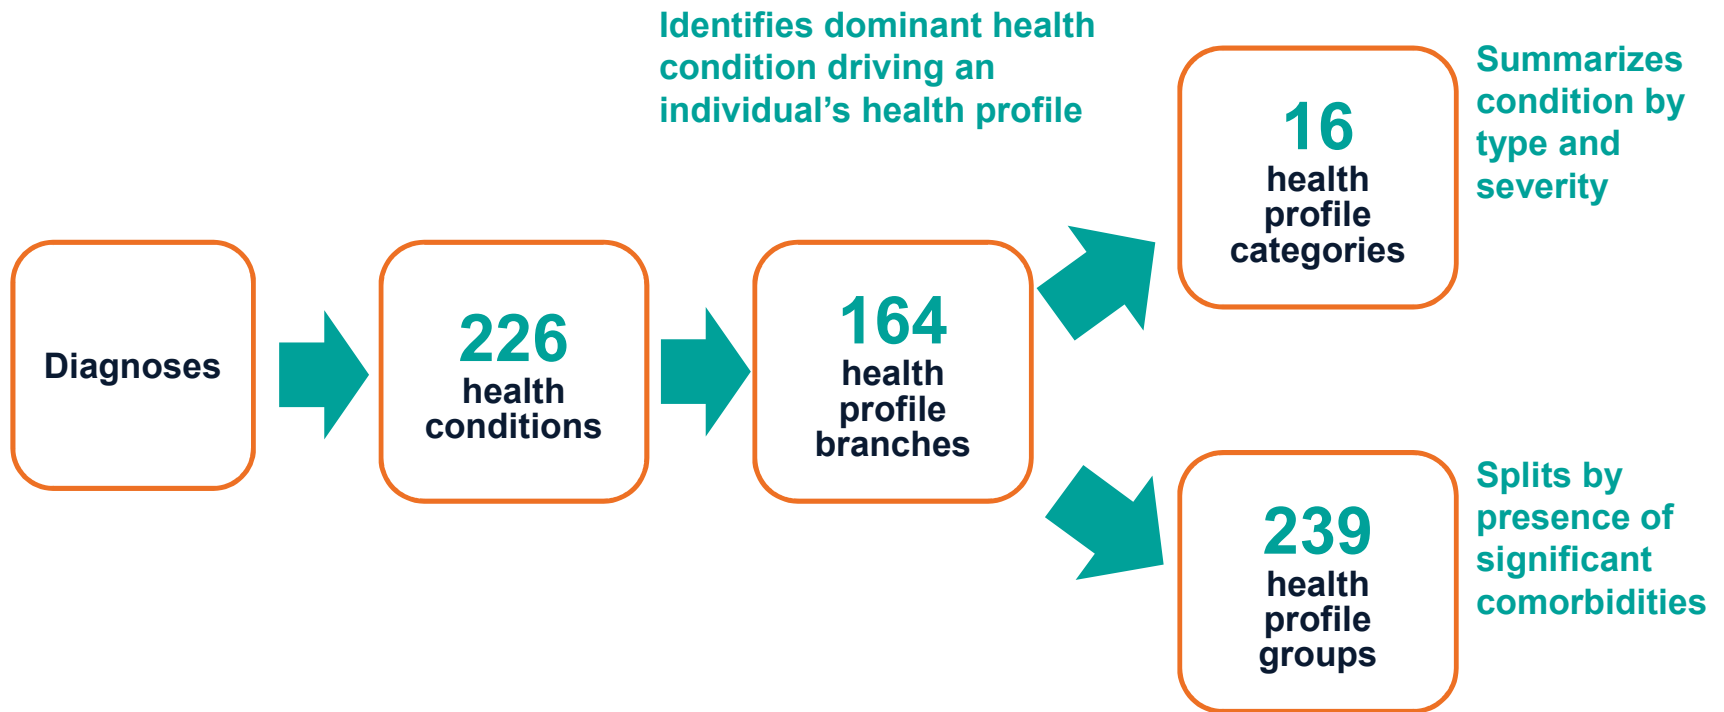 Identifies dominant health
condition driving an
individual’s health profile
Diagnoses
226
health
conditions
164
health
profile
branches
16
health
profile
categories
Summarizes
condition by
type and
severity
239
health
profile
groups
Splits by
presence of
significant
comorbidities